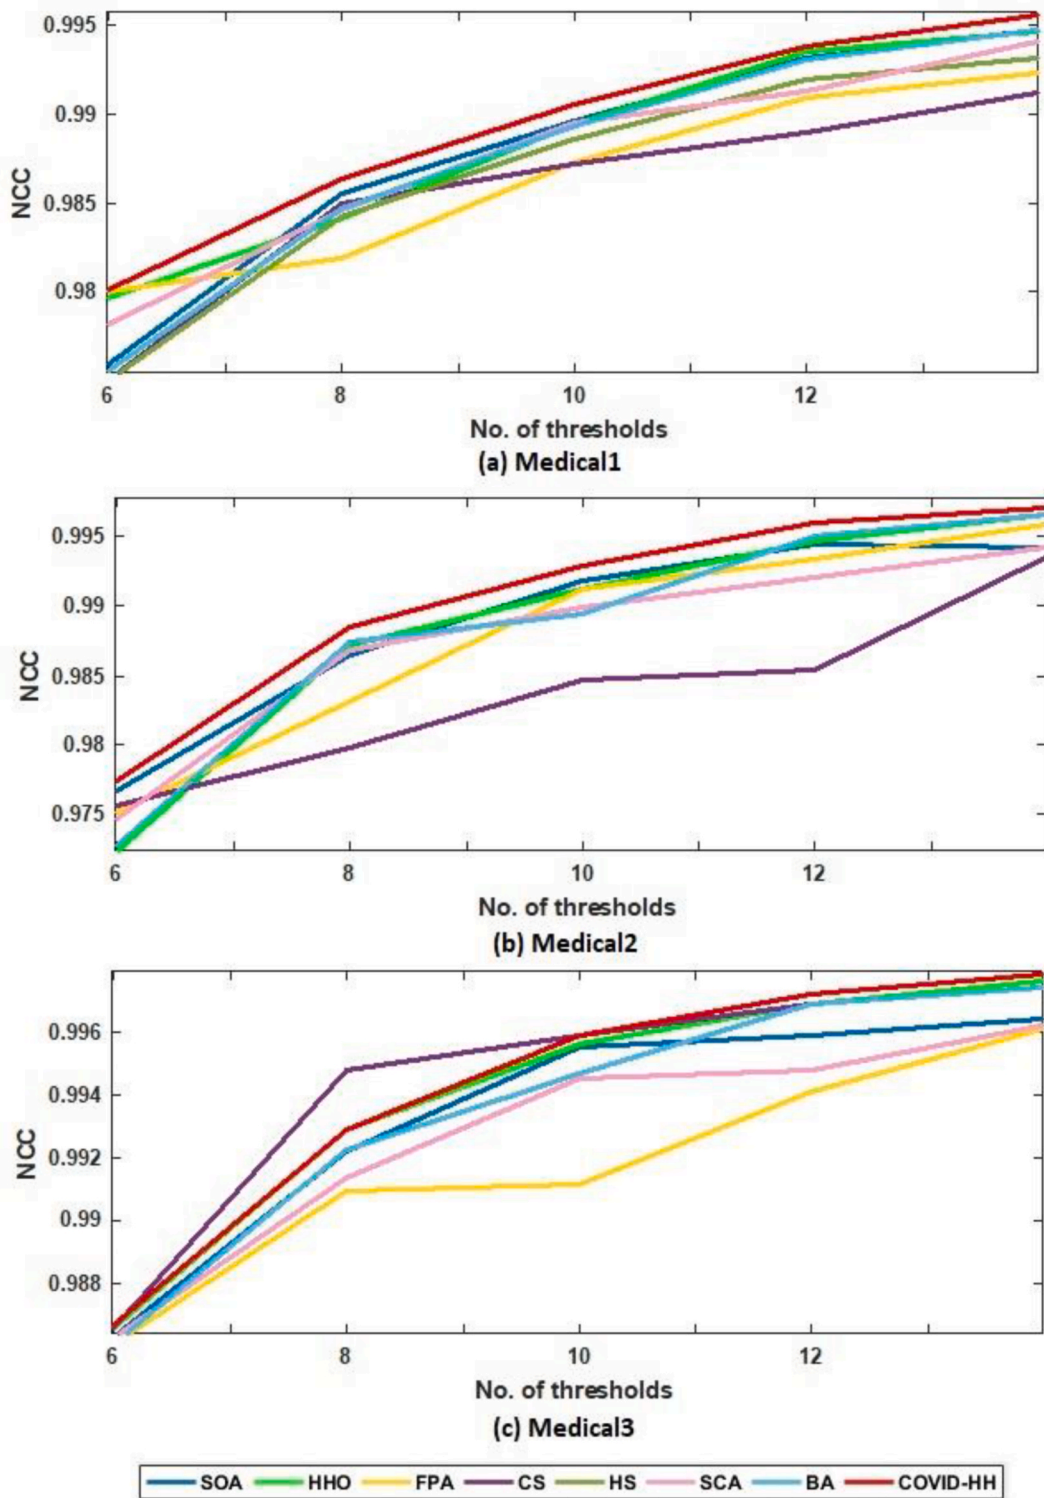 0.995
0.99
0.985
0.98
NCC
6 8 10 12
No. of thresholds
(a) Medical1
0.995
0.99
0.985
0.98
0.975
NCC
6 8 10 12
No. of thresholds
(b) Medical2
0.996
0.994
0.992
0.99
0.988
NCC
6 8 10 12
No. of thresholds
(c) Medical3
SOA HHO FPA CS HS SCA BA COVID-HH